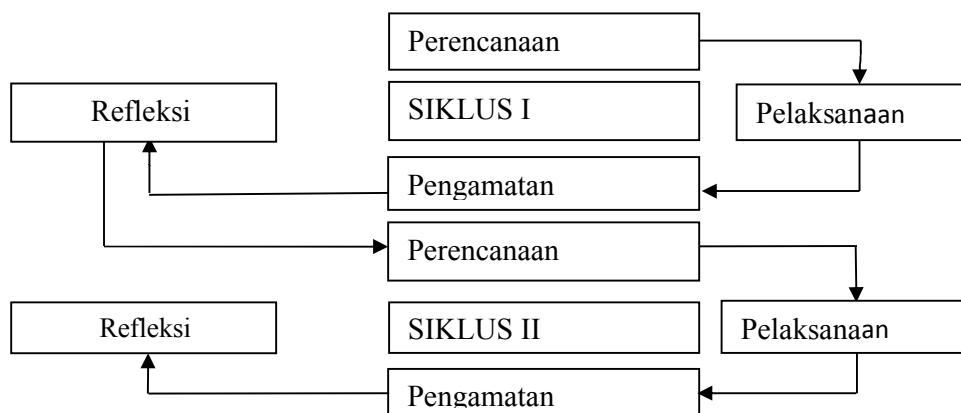 Perencanaan
Refleksi
SIKLUS I
Pelaksanaan
Pengamatan
Perencanaan
Refleksi
SIKLUS II
Pelaksanaan
Pengamatan